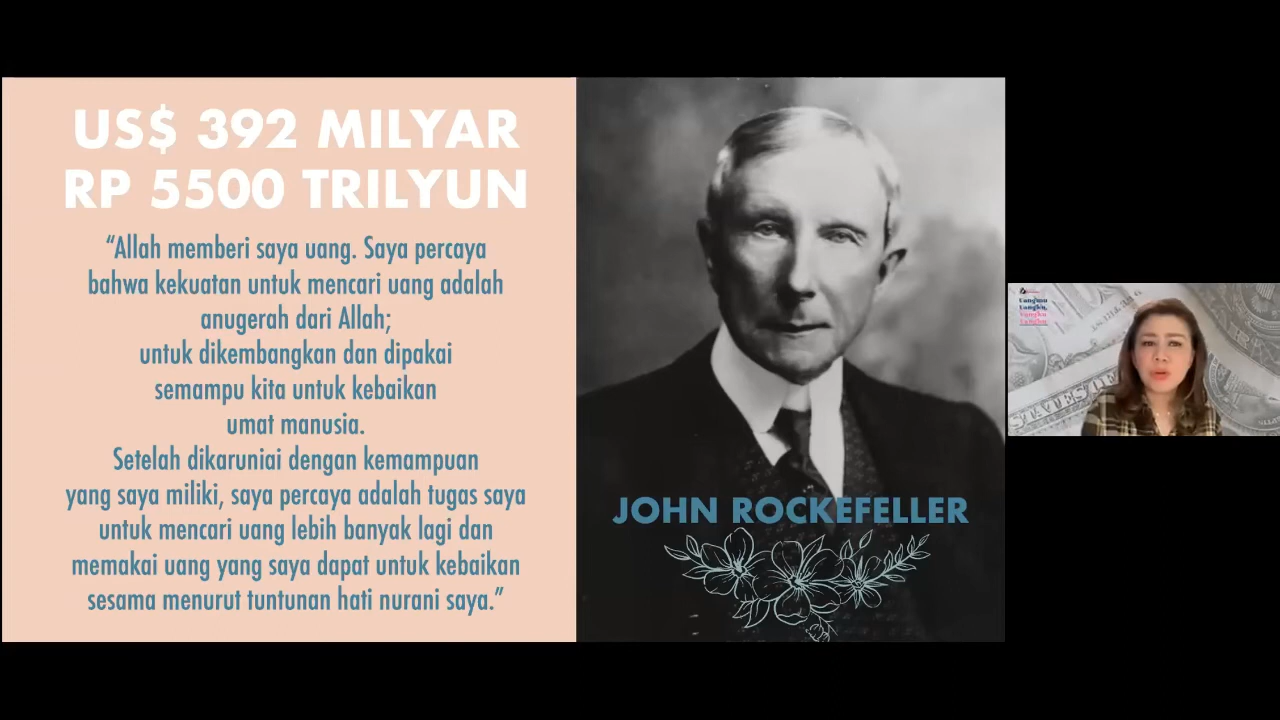 US$ 392 MILYAR
RP 5500 TRILYUN
“Allah memberi saya uang. Saya percaya
bahwa kekuatan untuk mencari uang adalah
anugerah dari Allah;
untuk dikembangkan dan dipakai
semampu kita untuk kebaikan
umat manusia.
Setelah dikaruniai dengan kemampuan
yang saya miliki, saya percaya adalah tugas saya
untuk mencari uang lebih banyak lagi dan
memakai uang yang saya dapat untuk kebaikan
sesama menurut tuntunan hati nurani saya.”
JOHN ROCKEFELLER
STATES